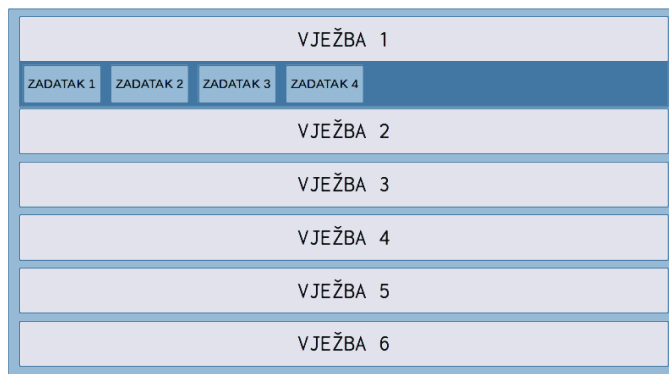 VJEŽBA 1
ZADATAK 1 ZADATAK 2 ZADATAK 3 ZADATAK 4
VJEŽBA 2
VJEŽBA 3
VJEŽBA 4
VJEŽBA 5
VJEŽBA 6